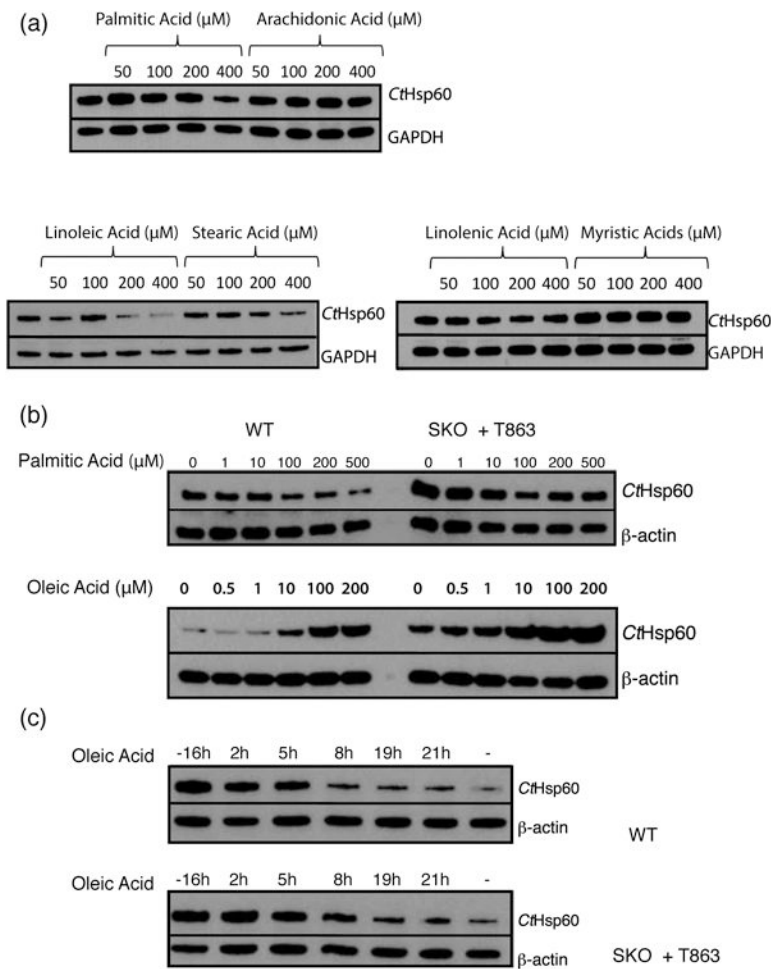 (a)
Palmitic Acid (μM) Arachidonic Acid (μM)
50 100 200 400 50 100 200 400
CtHsp60
GAPDH
Linoleic Acid (μM) Stearic Acid (μM)
50 100 200 400 50 100 200 400
CtHsp60
GAPDH
Linolenic Acid (μM) Myristic Acids (μM)
50 100 200 400 50 100 200 400
CtHsp60
GAPDH
(b)
WT SKO + T863
Palmitic Acid (μM) 0 1 10 100 200 500 0 1 10 100 200 500
CtHsp60
β-actin
Oleic Acid (μM) 0 0.5 1 10 100 200 0 0.5 1 10 100 200
CtHsp60
β-actin
(c)
Oleic Acid -16h 2h 5h 8h 19h 21h -
CtHsp60
β-actin
WT
Oleic Acid -16h 2h 5h 8h 19h 21h -
CtHsp60
β-actin
SKO + T863